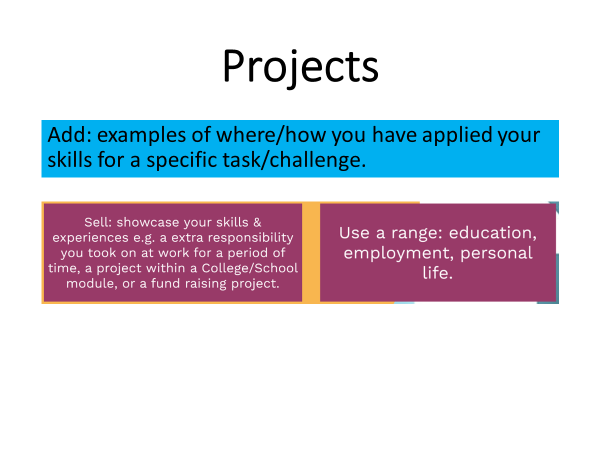 Projects
Add: examples of where/how you have applied your
skills for a specific task/challenge.
Sell: showcase your skills &
experiences e.g. a extra responsibility
you took on at work for a period of
time, a project within a College/School
module, or a fund raising project.
Use a range: education,
employment, personal
life.